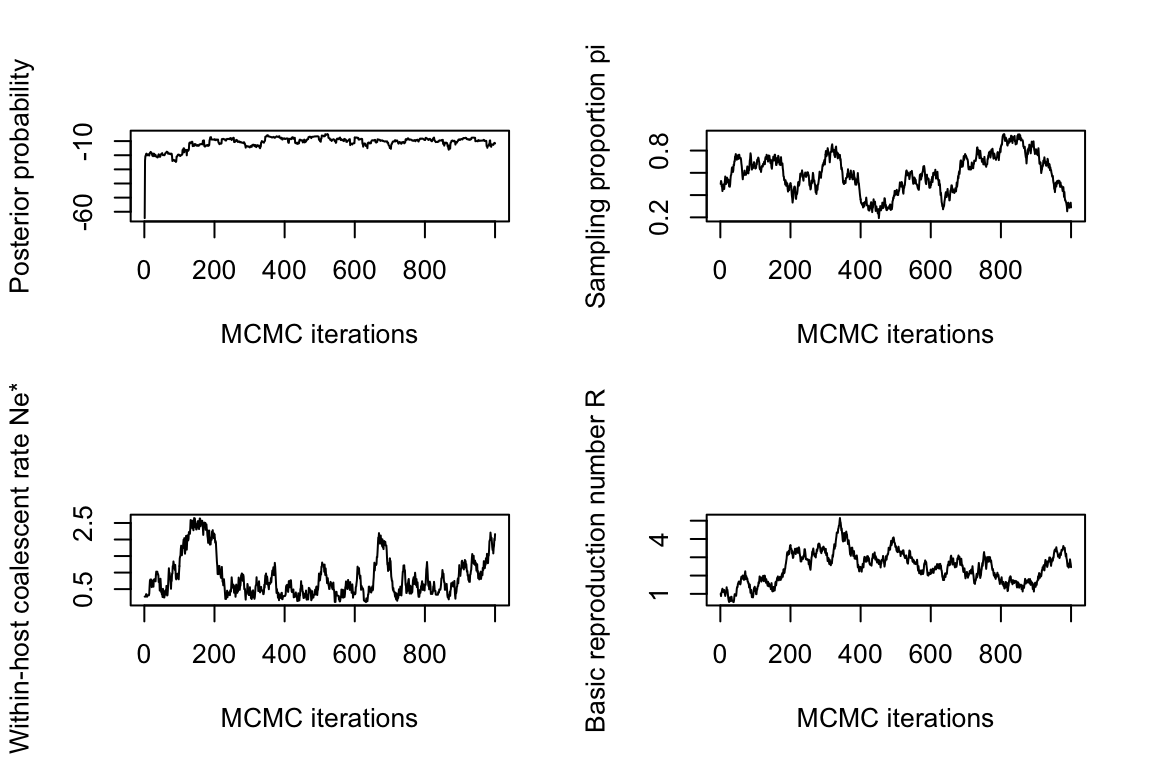 Posterior probability
-10
-60
0 200 400 600 800
MCMC iterations
Sampling proportion pi
0.8
0.2
0 200 400 600 800
MCMC iterations
Within-host coalescent rate Ne*
2.5
0.5
0 200 400 600 800
MCMC iterations
Basic reproduction number R
4
1
0 200 400 600 800
MCMC iterations